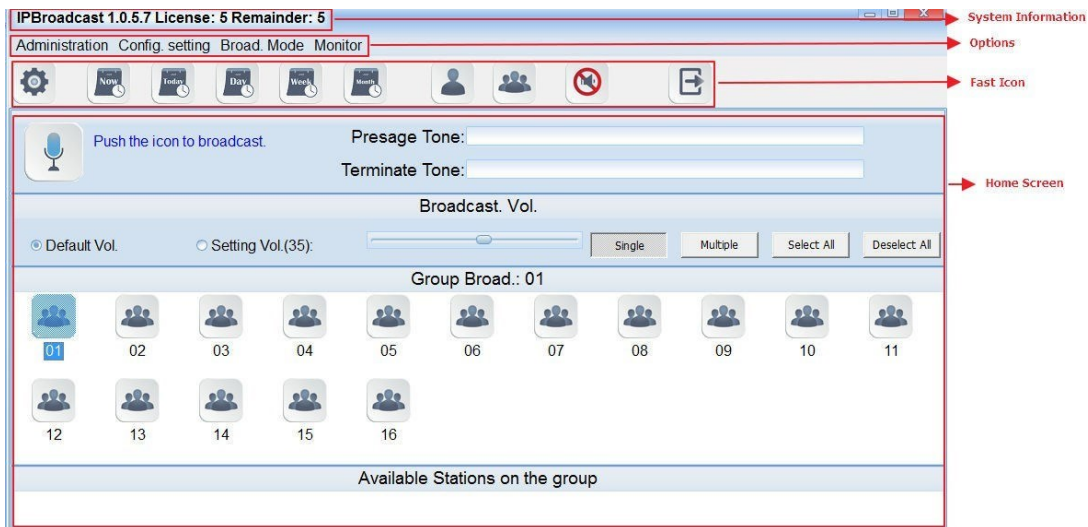 IPBroadcast 1.0.5.7 License: 5 Remainder: 5
System Information
Administration Config. setting Broad. Mode Monitor
Options
Now Today Day Week Month
Fast Icon
Push the icon to broadcast.
Presage Tone:
Terminate Tone:
Home Screen
Broadcast. Vol.
Default Vol. Setting Vol.(35): Single Multiple Select All Deselect All
Group Broad.: 01
01 02 03 04 05 06 07 08 09 10 11
12 13 14 15 16
Available Stations on the group